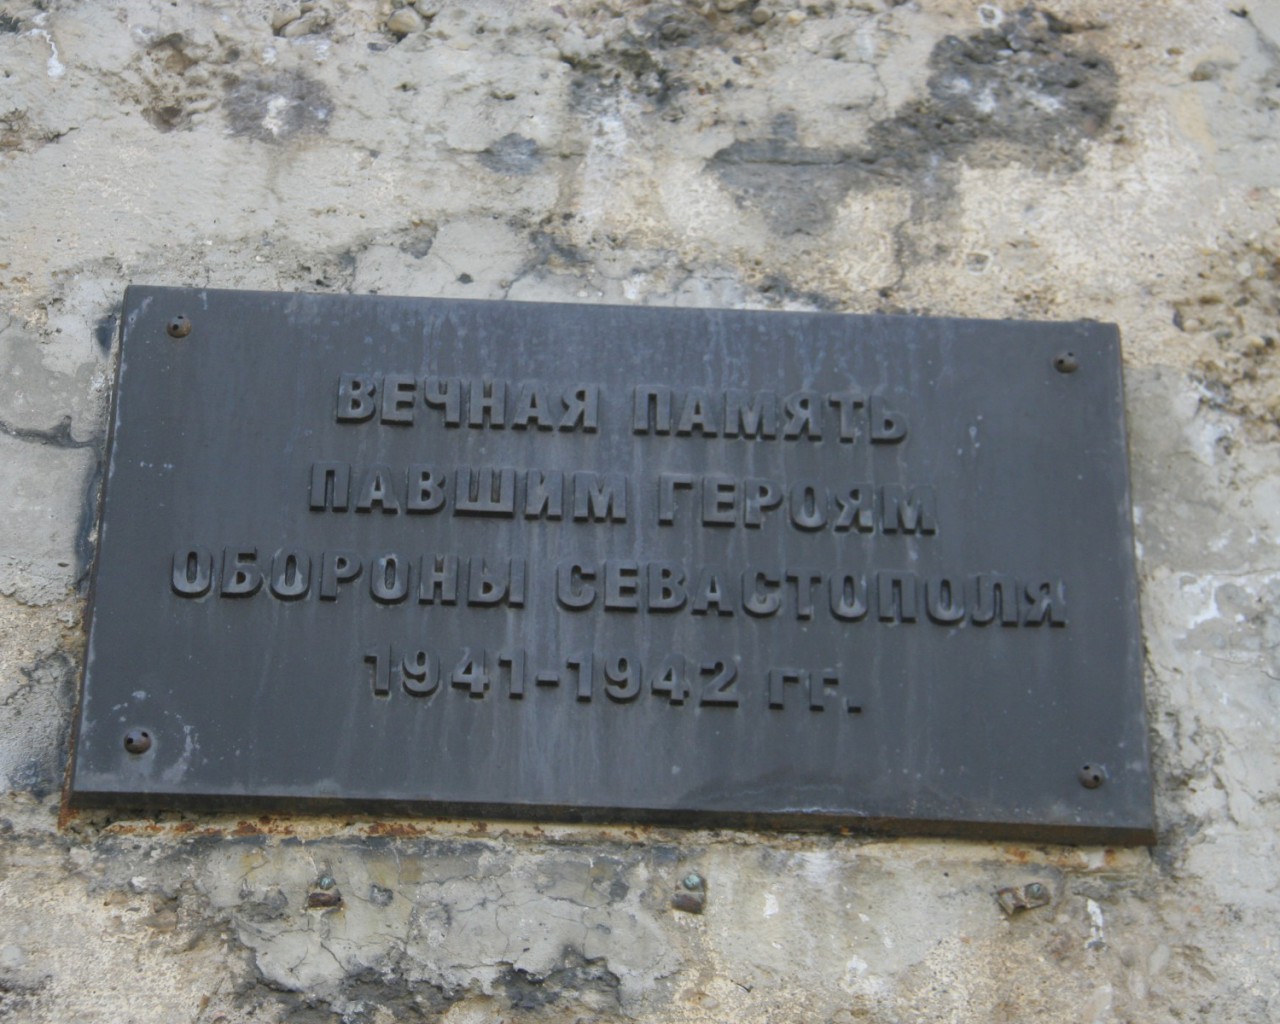 ВЕЧНАЯ ПАМЯТЬ
ПАВШИМ ГЕРОЯМ
ОБОРОНЫ СЕВАСТОПОЛЯ
1941-1942 ГГ.